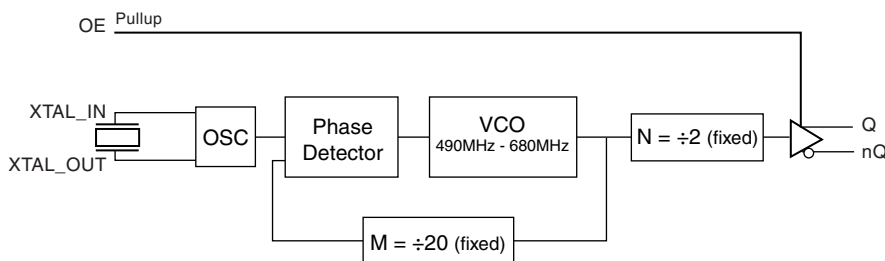 OE Pullup
XTAL_IN
XTAL_OUT
OSC
Phase
Detector
VCO
490MHz - 680MHz
N = ÷2 (fixed)
Q
nQ
M = ÷20 (fixed)